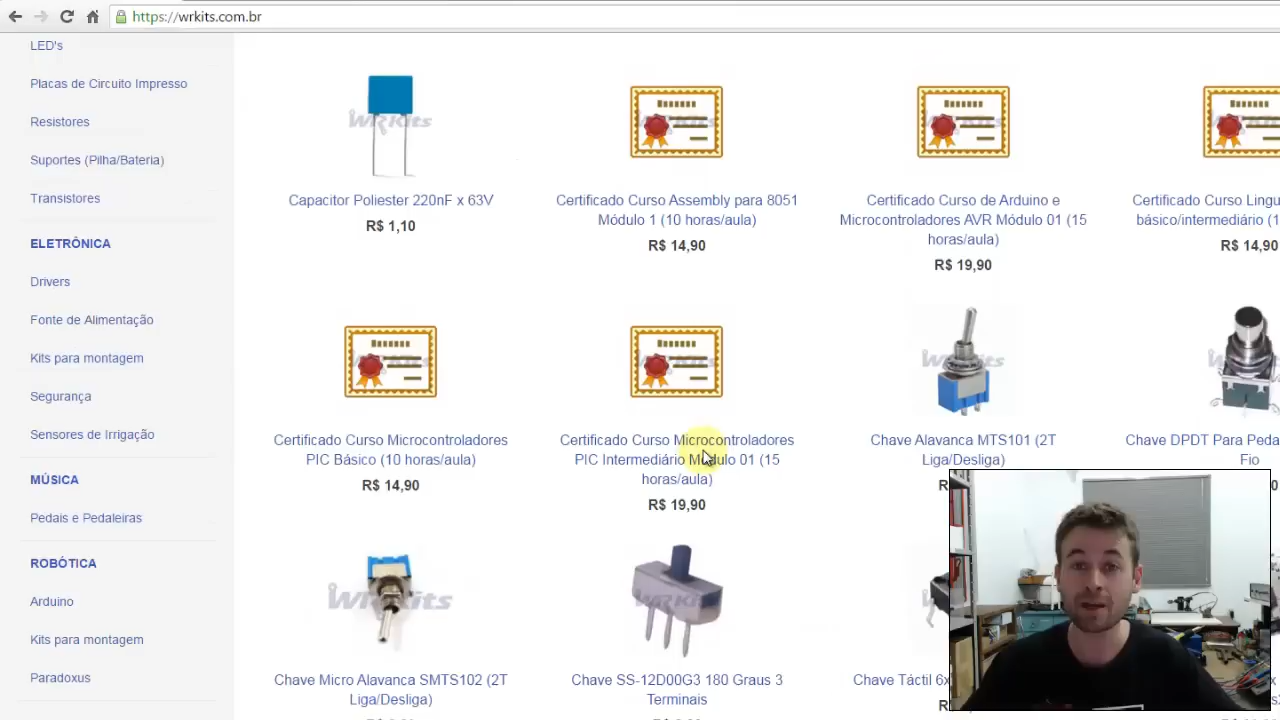 https://wrkits.com.br
LED's
Placas de Circuito Impresso
Resistores
Suportes (Pilha/Bateria)
Transistores
ELETRÔNICA
Drivers
Fonte de Alimentação
Kits para montagem
Segurança
Sensores de Irrigação
MÚSICA
Pedais e Pedaleiras
ROBÓTICA
Arduino
Kits para montagem
Paradoxus
WRKits
Capacitor Poliester 220nF x 63V
R$ 1,10
Certificado Curso Assembly para 8051
Módulo 1 (10 horas/aula)
R$ 14,90
Certificado Curso de Arduino e
Microcontroladores AVR Módulo 01 (15
horas/aula)
R$ 19,90
Certificado Curso
básico/intermediário
R$ 14,90
Certificado Curso Microcontroladores
PIC Básico (10 horas/aula)
R$ 14,90
Certificado Curso Microcontroladores
PIC Intermediário Módulo 01 (15
horas/aula)
R$ 19,90
WRKits
Chave Alavanca MTS101 (2T
Liga/Desliga)
Chave DPDT Para
Fio
WRKits
Chave Micro Alavanca SMTS102 (2T
Liga/Desliga)
WRKits
Chave SS-12D00G3 180 Graus 3
Terminais
Chave Táctil